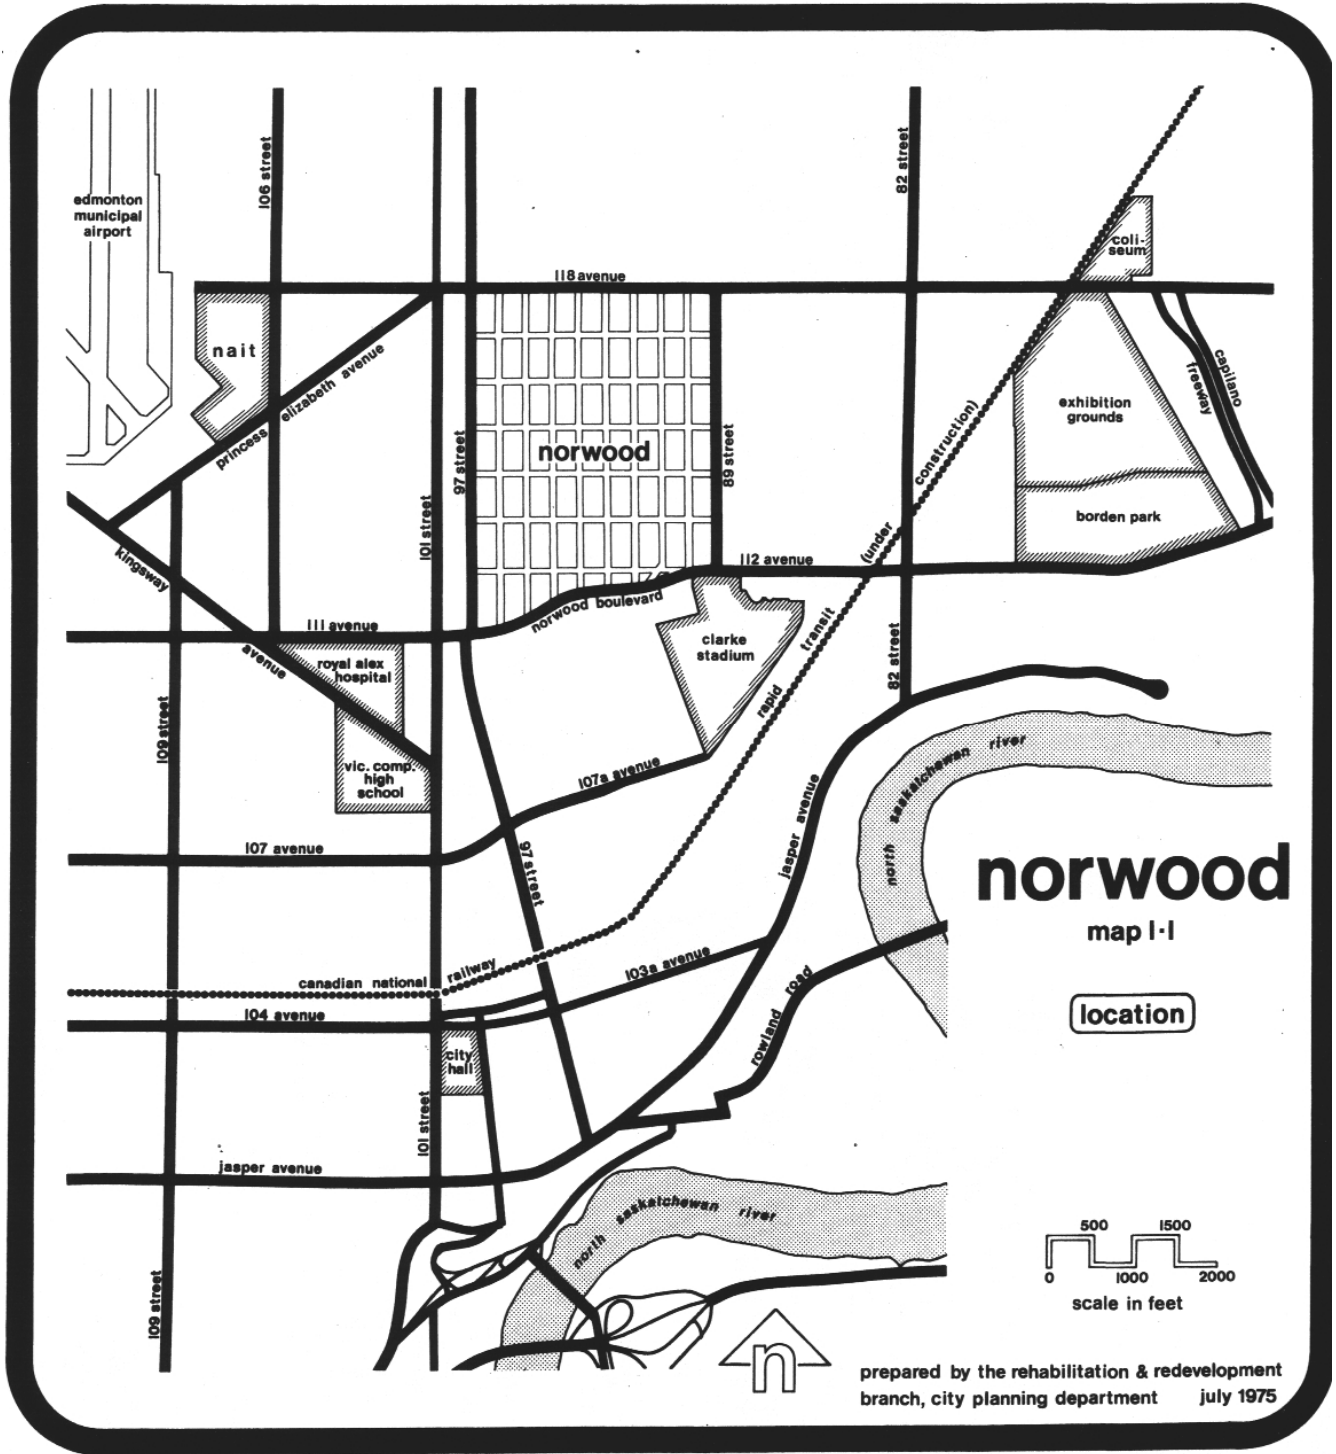 edmonton
municipal
airport
106 street
82 street
coli-
seum
118 avenue
nait
princess elizabeth avenue
97 street
norwood
89 street
101 street
construction)
(under
transit
rapid
exhibition
grounds
capilano
freeway
borden park
kingsway
avenue
112 avenue
norwood boulevard
111 avenue
royal alex
hospital
clarke
stadium
82 street
109 street
vic. comp.
high
school
107a avenue
107 avenue
97 street
jasper avenue
north saskatchewan river
norwood
map 1·1
location
canadian national railway
103a avenue
104 avenue
rowland road
city
hall
101 street
jasper avenue
north saskatchewan river
109 street
500 1500
0 1000 2000
scale in feet
n
prepared by the rehabilitation & redevelopment
branch, city planning department july 1975